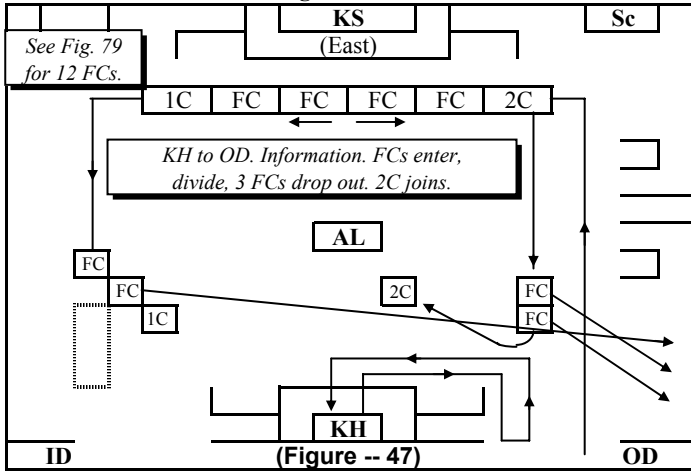 KS
Sc
See Fig. 79
for 12 FCs.
(East)
1C FC FC FC FC 2C
KH to OD. Information. FCs enter,
divide, 3 FCs drop out. 2C joins.
AL
FC
FC 2C FC
1C FC
KH
ID (Figure -- 47) OD